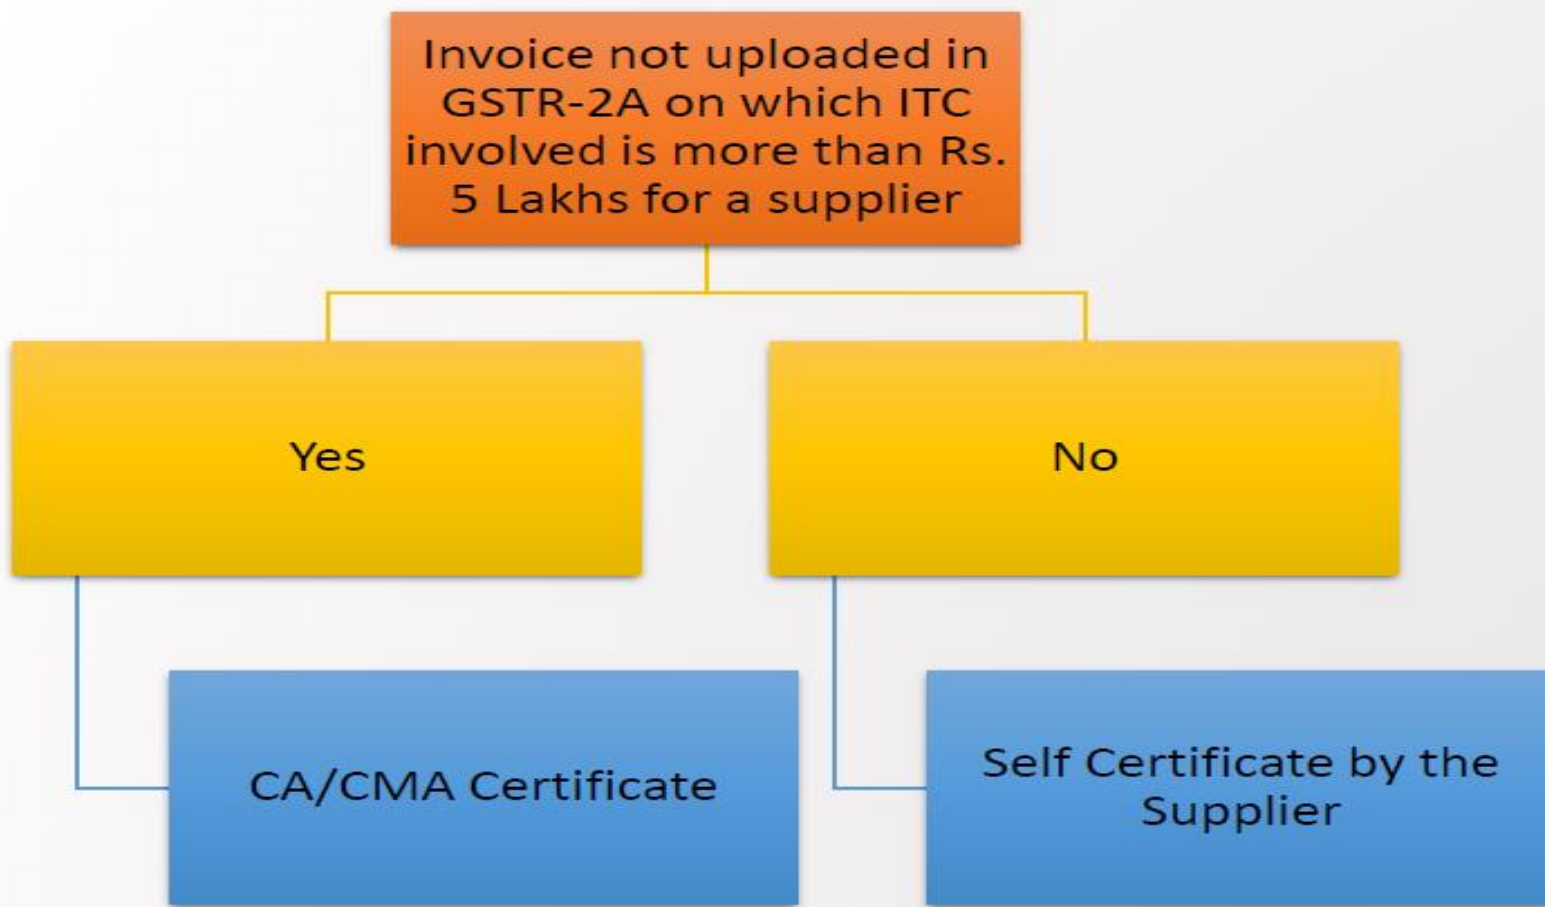 Invoice not uploaded in
GSTR-2A on which ITC
involved is more than Rs.
5 Lakhs for a supplier
Yes
No
CA/CMA Certificate
Self Certificate by the
Supplier